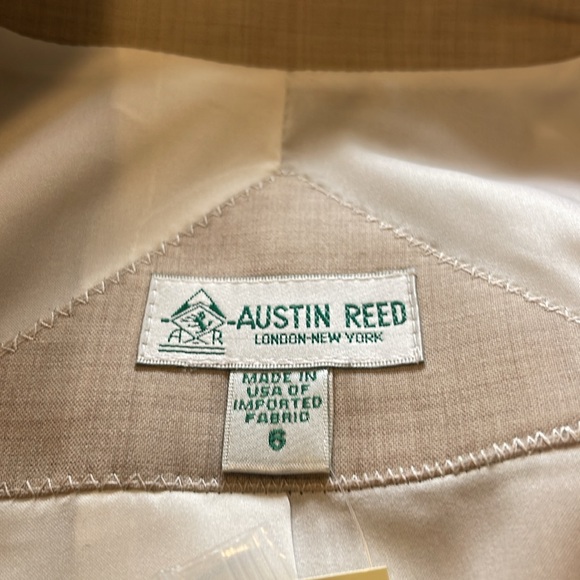 AUSTIN REED
LONDON-NEW YORK
A R
MADE IN
USA OF
IMPORTED
FABRIC
6